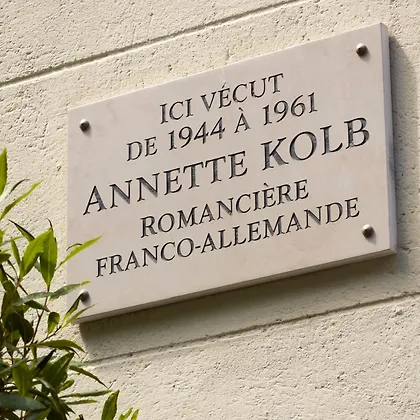 ICI VÉCUT
DE 1944 À 1961
ANNETTE KOLB
ROMANCIÈRE
FRANCO-ALLEMANDE